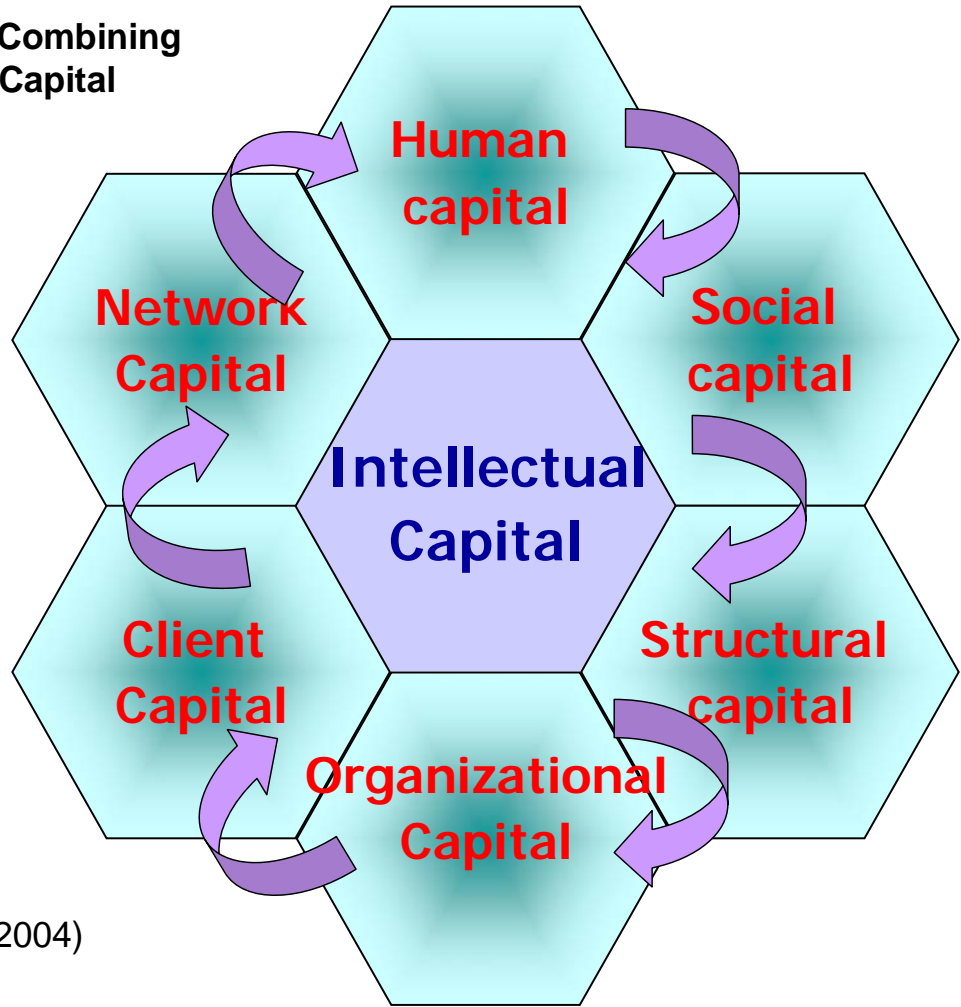 Combining
Capital
Human
capital
Network
Capital
Social
capital
Intellectual
Capital
Client
Capital
Structural
capital
Organizational
Capital
2004)